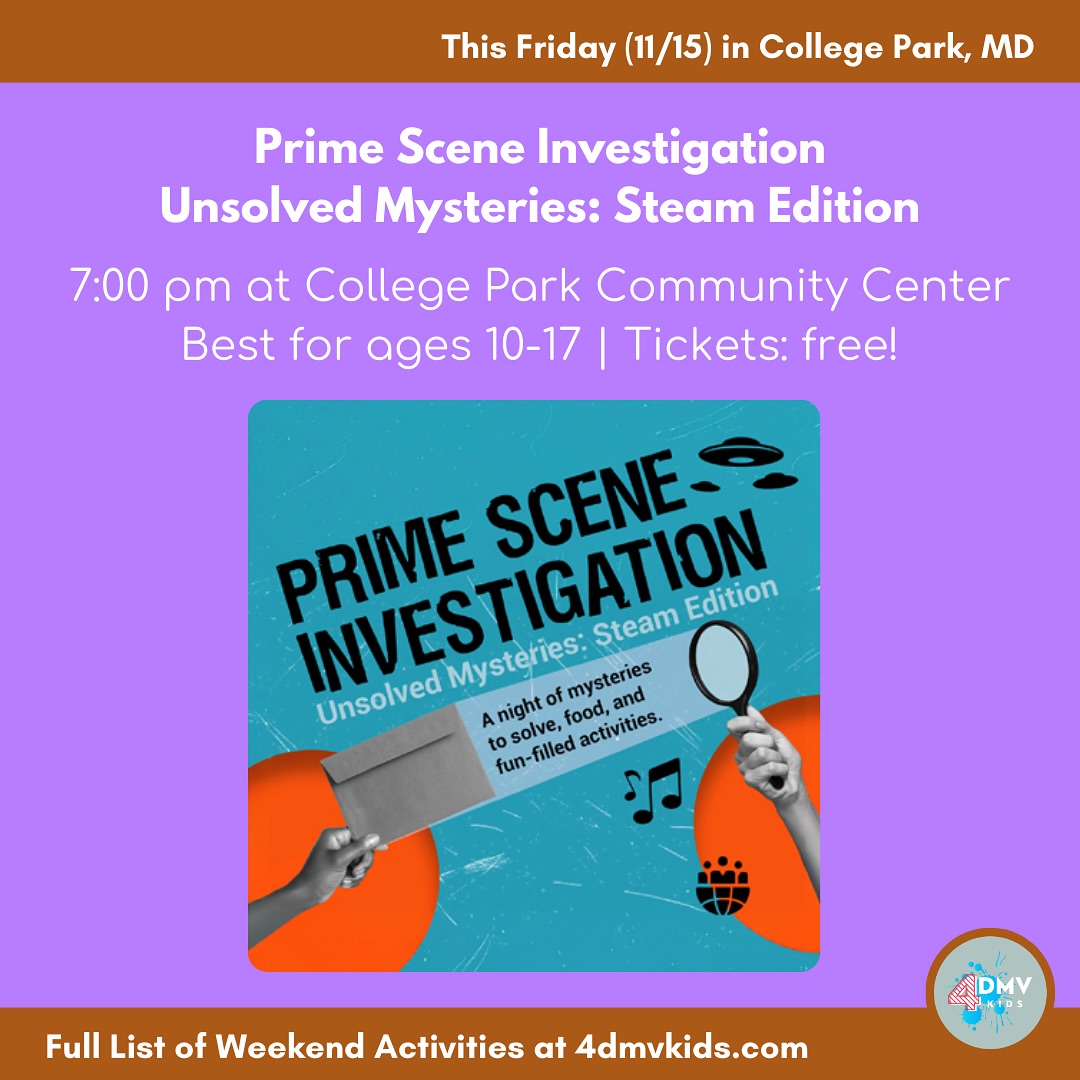 This Friday (11/15) in College Park, MD
Prime Scene Investigation
Unsolved Mysteries: Steam Edition
7:00 pm at College Park Community Center
Best for ages 10-17 | Tickets: free!
PRIME SCENE
INVESTIGATION
Unsolved Mysteries: Steam Edition
A night of mysteries
to solve, food, and
fun-filled activities.
4DMV
KIDS
Full List of Weekend Activities at 4dmvkids.com